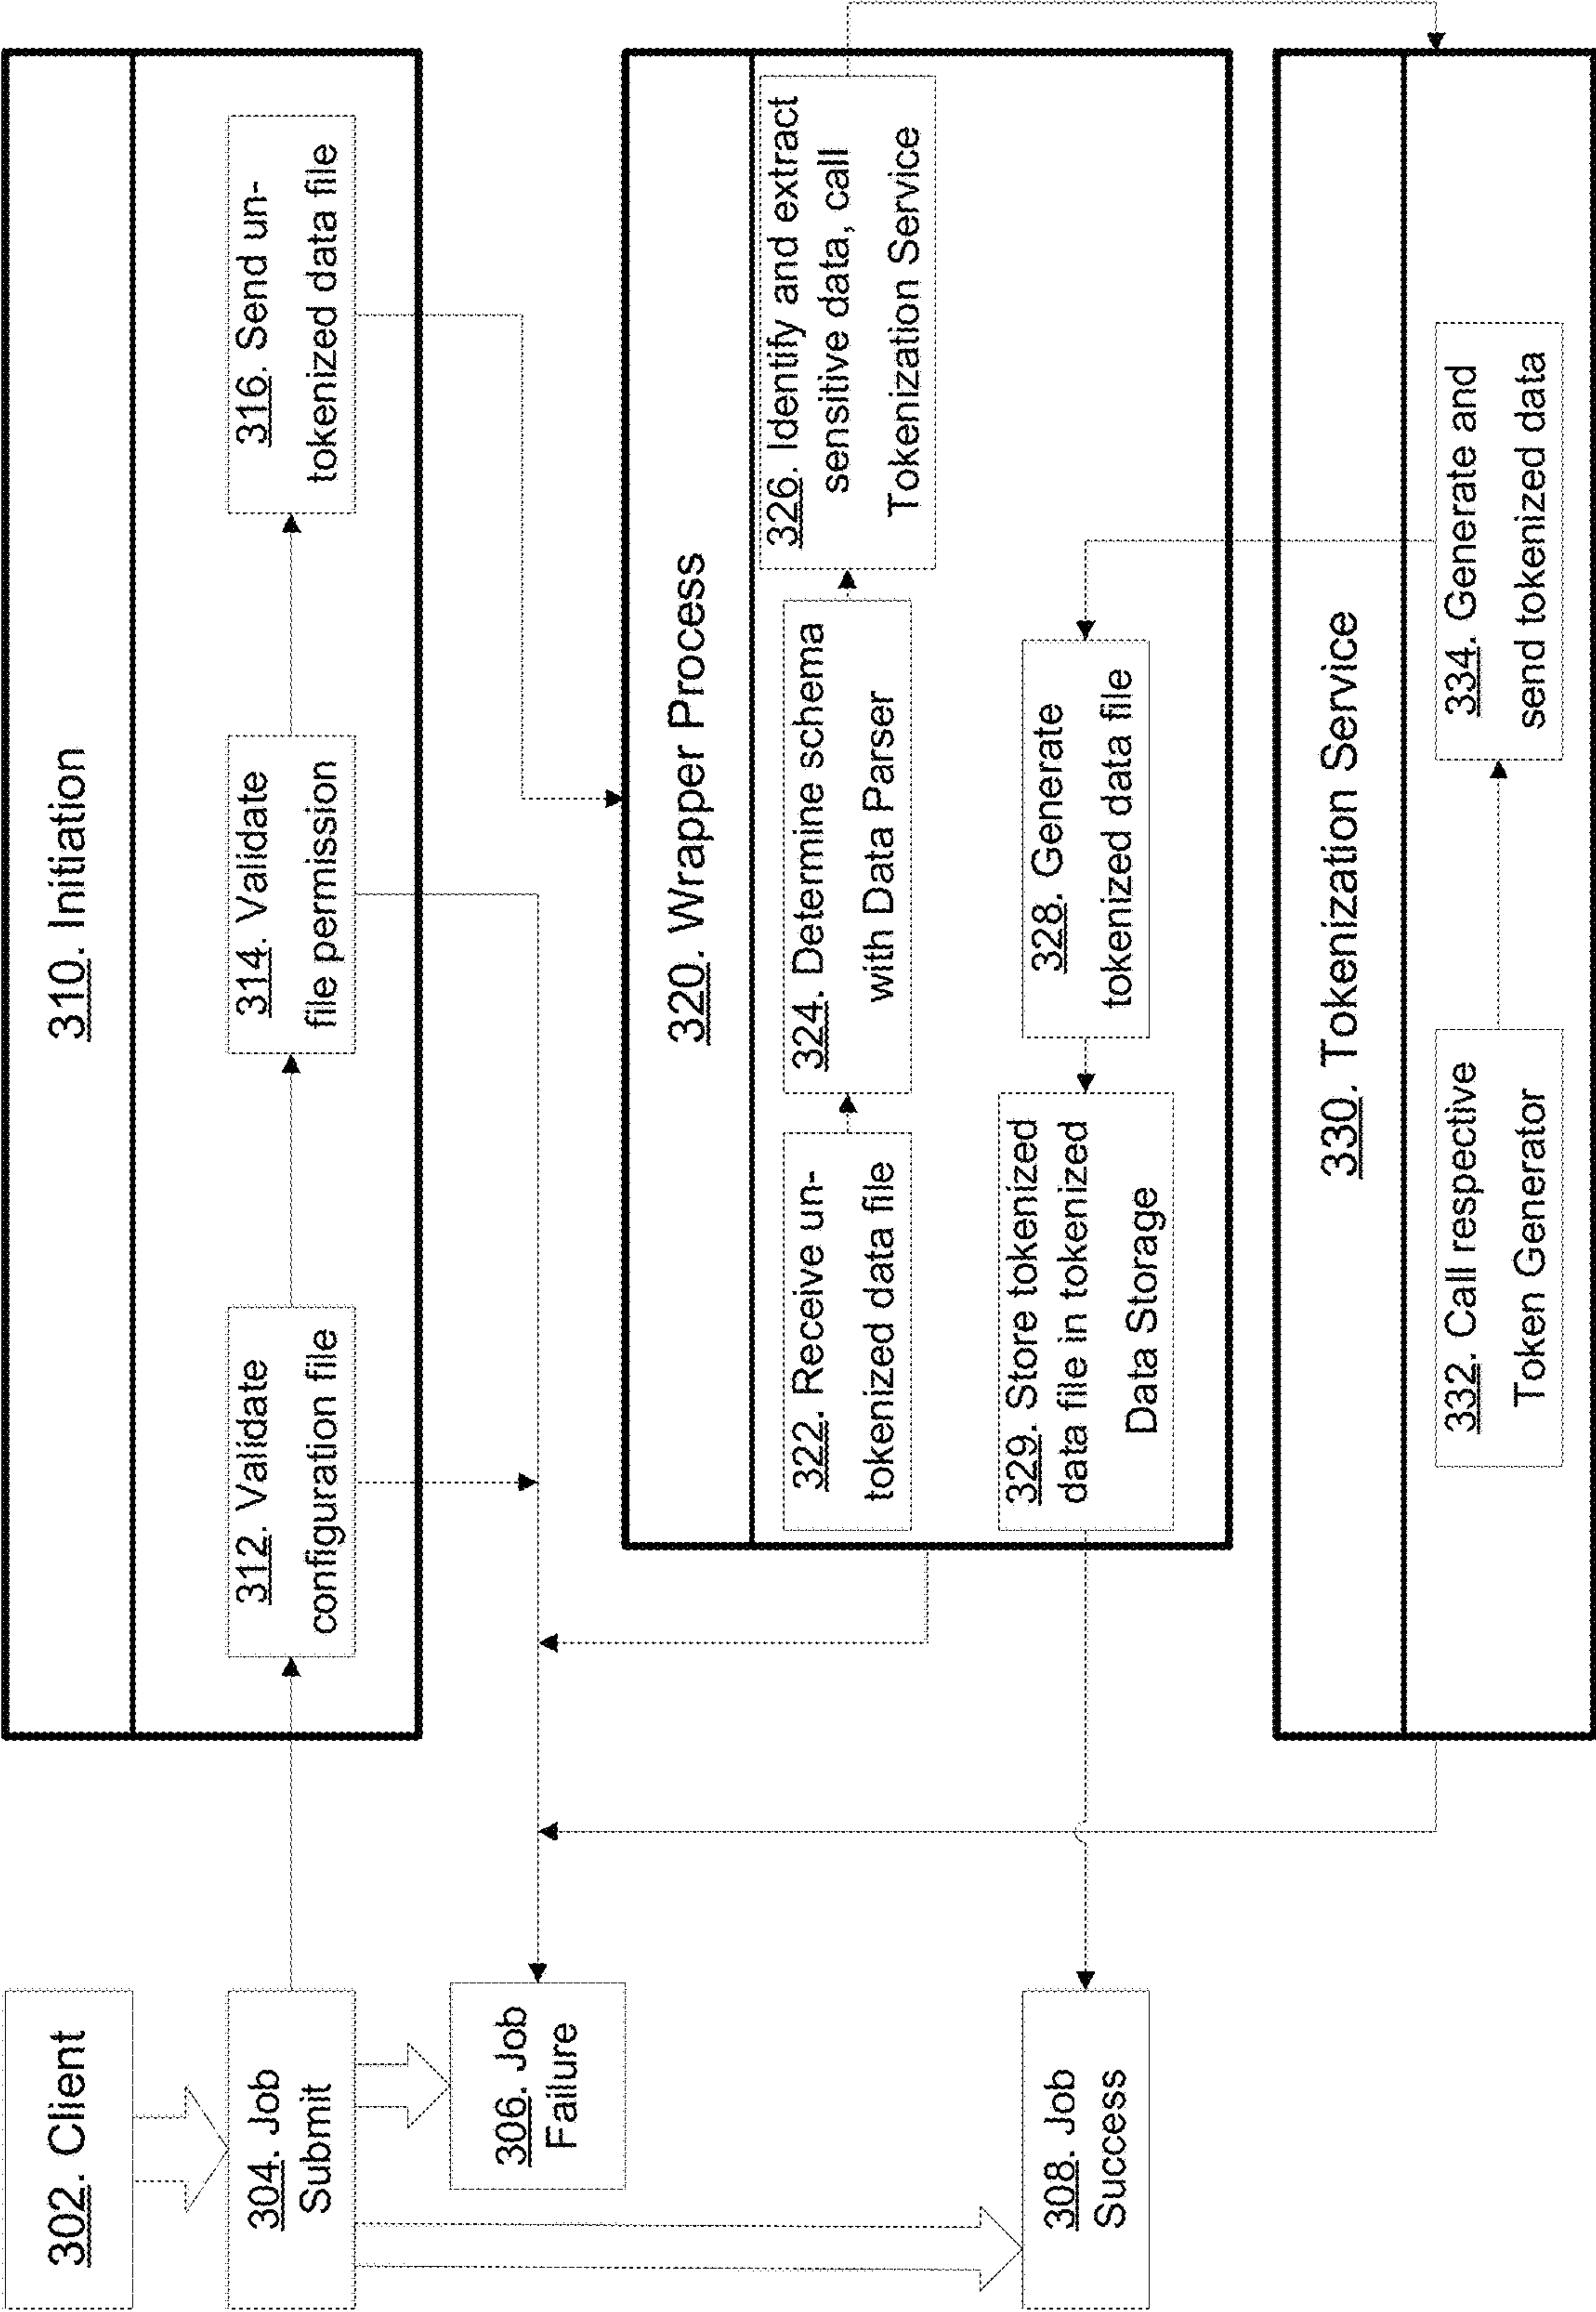 302. Client
304. Job
Submit
306. Job
Failure
308. Job
Success
310. Initiation
312. Validate
configuration file
314. Validate
file permission
316. Send un-
tokenized data file
320. Wrapper Process
322. Receive un-
tokenized data file
324. Determine schema
with Data Parser
326. Identify and extract
sensitive data, call
Tokenization Service
329. Store tokenized
data file in tokenized
Data Storage
328. Generate
tokenized data file
330. Tokenization Service
332. Call respective
Token Generator
334. Generate and
send tokenized data